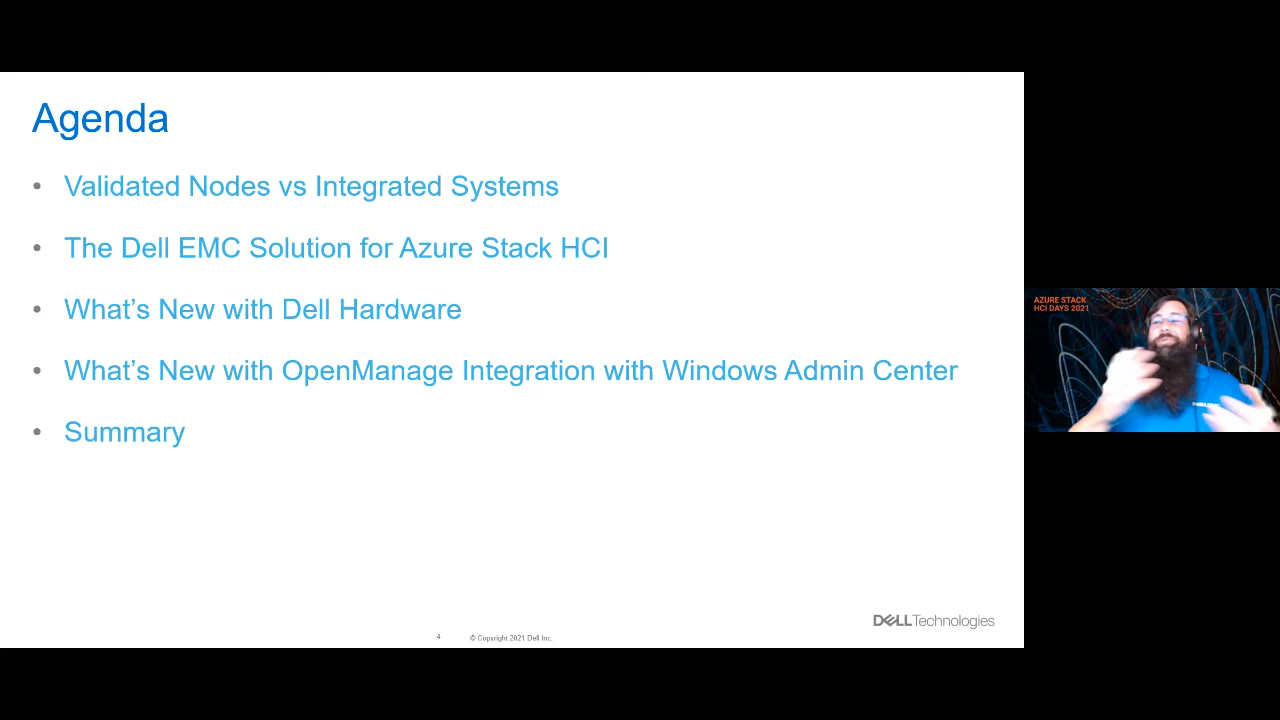 Agenda
• Validated Nodes vs Integrated Systems
• The Dell EMC Solution for Azure Stack HCI
• What’s New with Dell Hardware
• What’s New with OpenManage Integration with Windows Admin Center
• Summary
4
© Copyright 2021 Dell Inc.
DELLTechnologies
AZURE STACK
HCI DAYS 2021